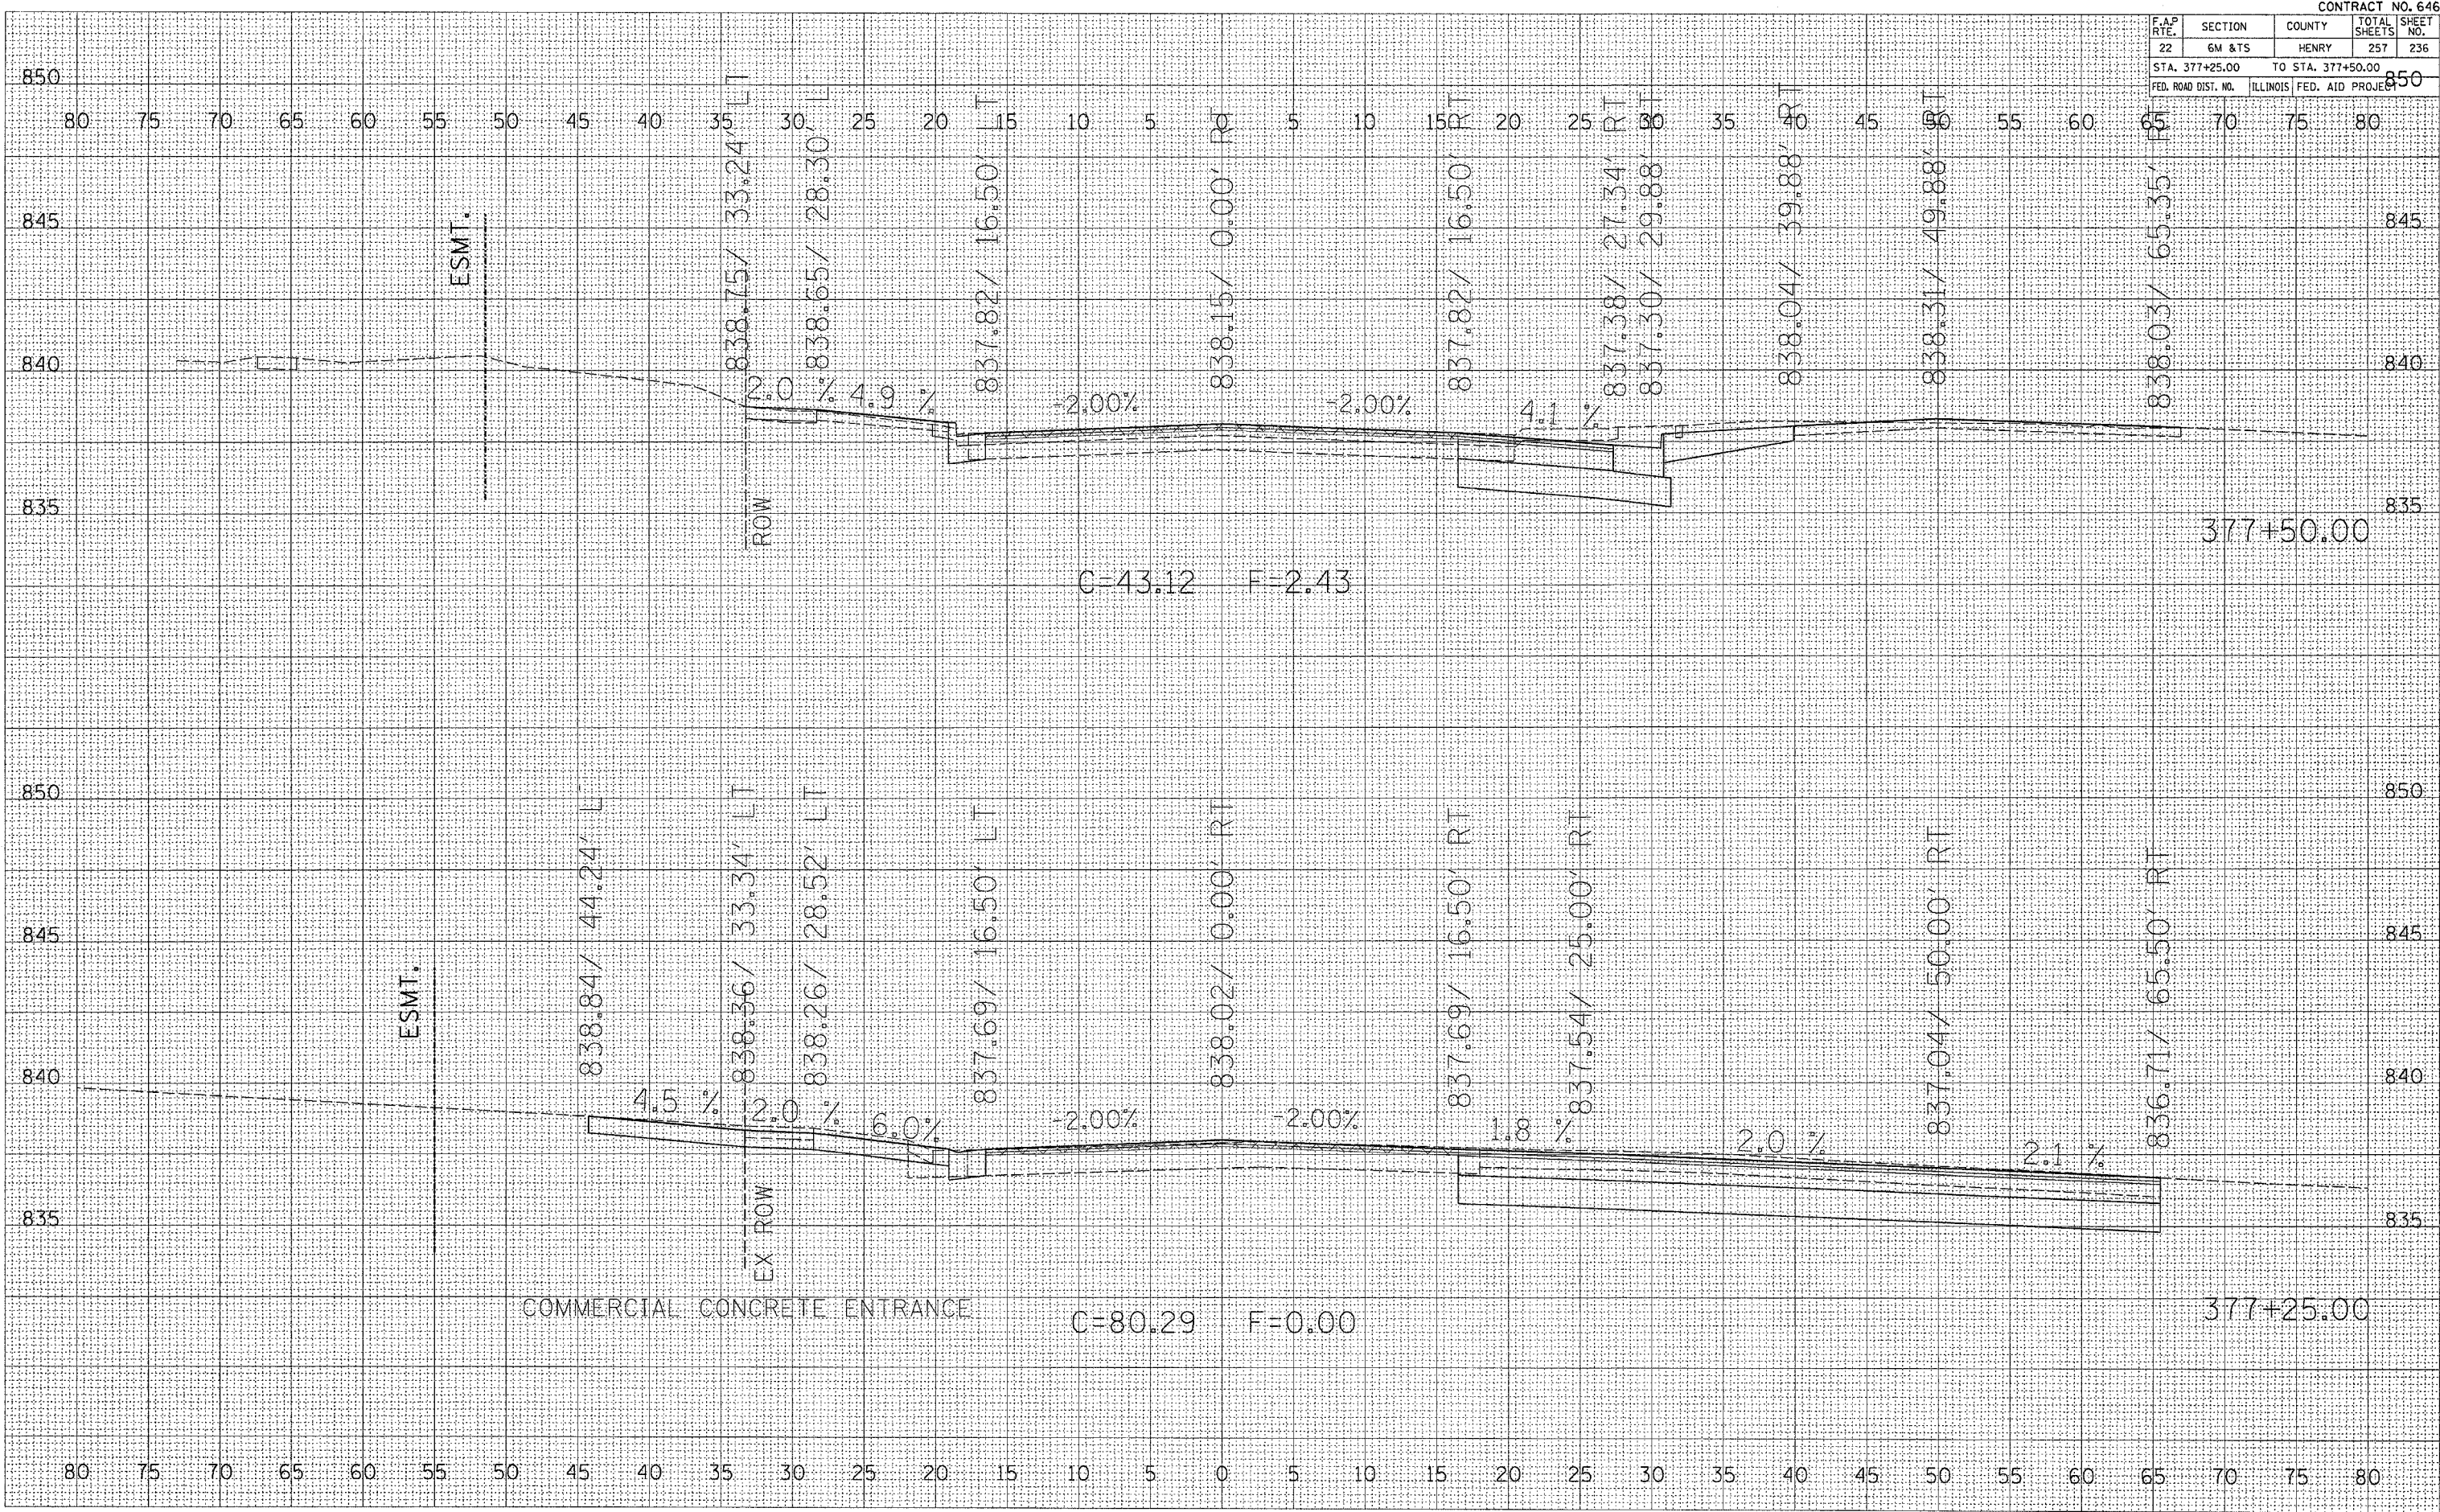 CONTRACT NO. 646
F.A.P RTE. SECTION COUNTY TOTAL SHEETS SHEET NO.
22 6M &TS HENRY 257 236
STA. 377+25.00 TO STA. 377+50.00
FED. ROAD DIST. NO. ILLINOIS FED. AID PROJECT
850 850
80 75 70 65 60 55 50 45 40 35 30 25 20 15 10 5 0 5 10 15 20 25 30 35 40 45 50 55 60 65 70 75 80
838.75/ 33.24' LT
838.65/ 28.30' L
837.82/ 16.50' LT
838.15/ 0.00' RT
837.82/ 16.50' RT
837.38/ 27.34' RT
837.30/ 29.88' RT
838.04/ 39.88' RT
838.31/ 49.88' RT
838.03/ 65.35' RT
845 845
ESMT.
840 840
2.0 % 4.9 % -2.00% -2.00% 4.1 %
835 835
ROW
377+50.00
C=43.12 F=2.43
850 850
838.84/ 44.24' L
838.36/ 33.34' LT
838.26/ 28.52' LT
837.69/ 16.50' LT
838.02/ 0.00' RT
837.69/ 16.50' RT
837.54/ 25.00' RT
837.04/ 50.00' RT
836.71/ 65.50' RT
845 845
ESMT.
840 840
4.5 % 2.0 % 6.0% -2.00% -2.00% 1.8 % 2.0 % 2.1 %
835 835
EX ROW
COMMERCIAL CONCRETE ENTRANCE
C=80.29 F=0.00
377+25.00
80 75 70 65 60 55 50 45 40 35 30 25 20 15 10 5 0 5 10 15 20 25 30 35 40 45 50 55 60 65 70 75 80